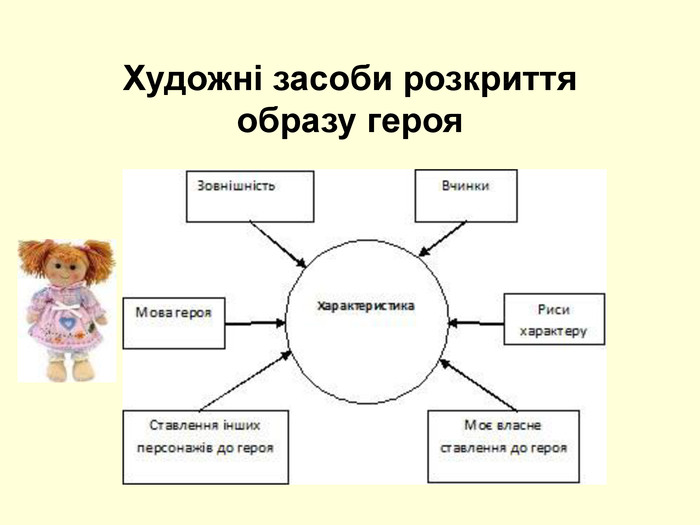 Художні засоби розкриття
образу героя
Зовнішність
Вчинки
Мова героя
Характеристика
Риси
характеру
Ставлення інших
персонажів до героя
Моє власне
ставлення до героя